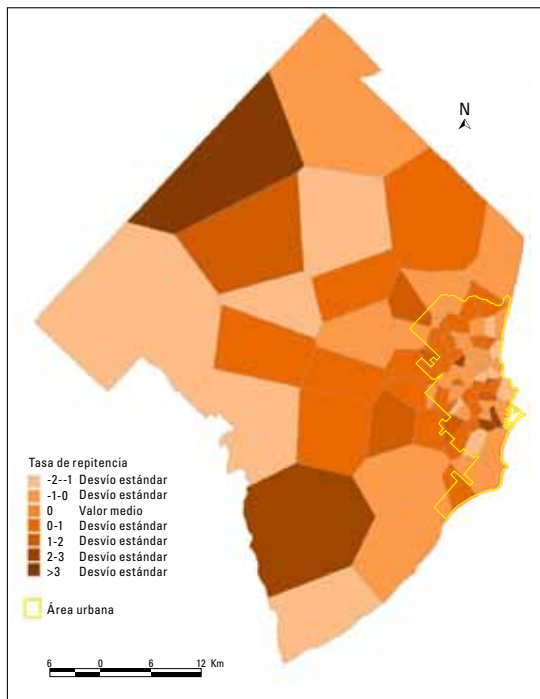 N
Tasa de repitencia
-2--1 Desvío estándar
-1-0 Desvío estándar
0 Valor medio
0-1 Desvío estándar
1-2 Desvío estándar
2-3 Desvío estándar
>3 Desvío estándar
Área urbana
6 0 6 12 Km